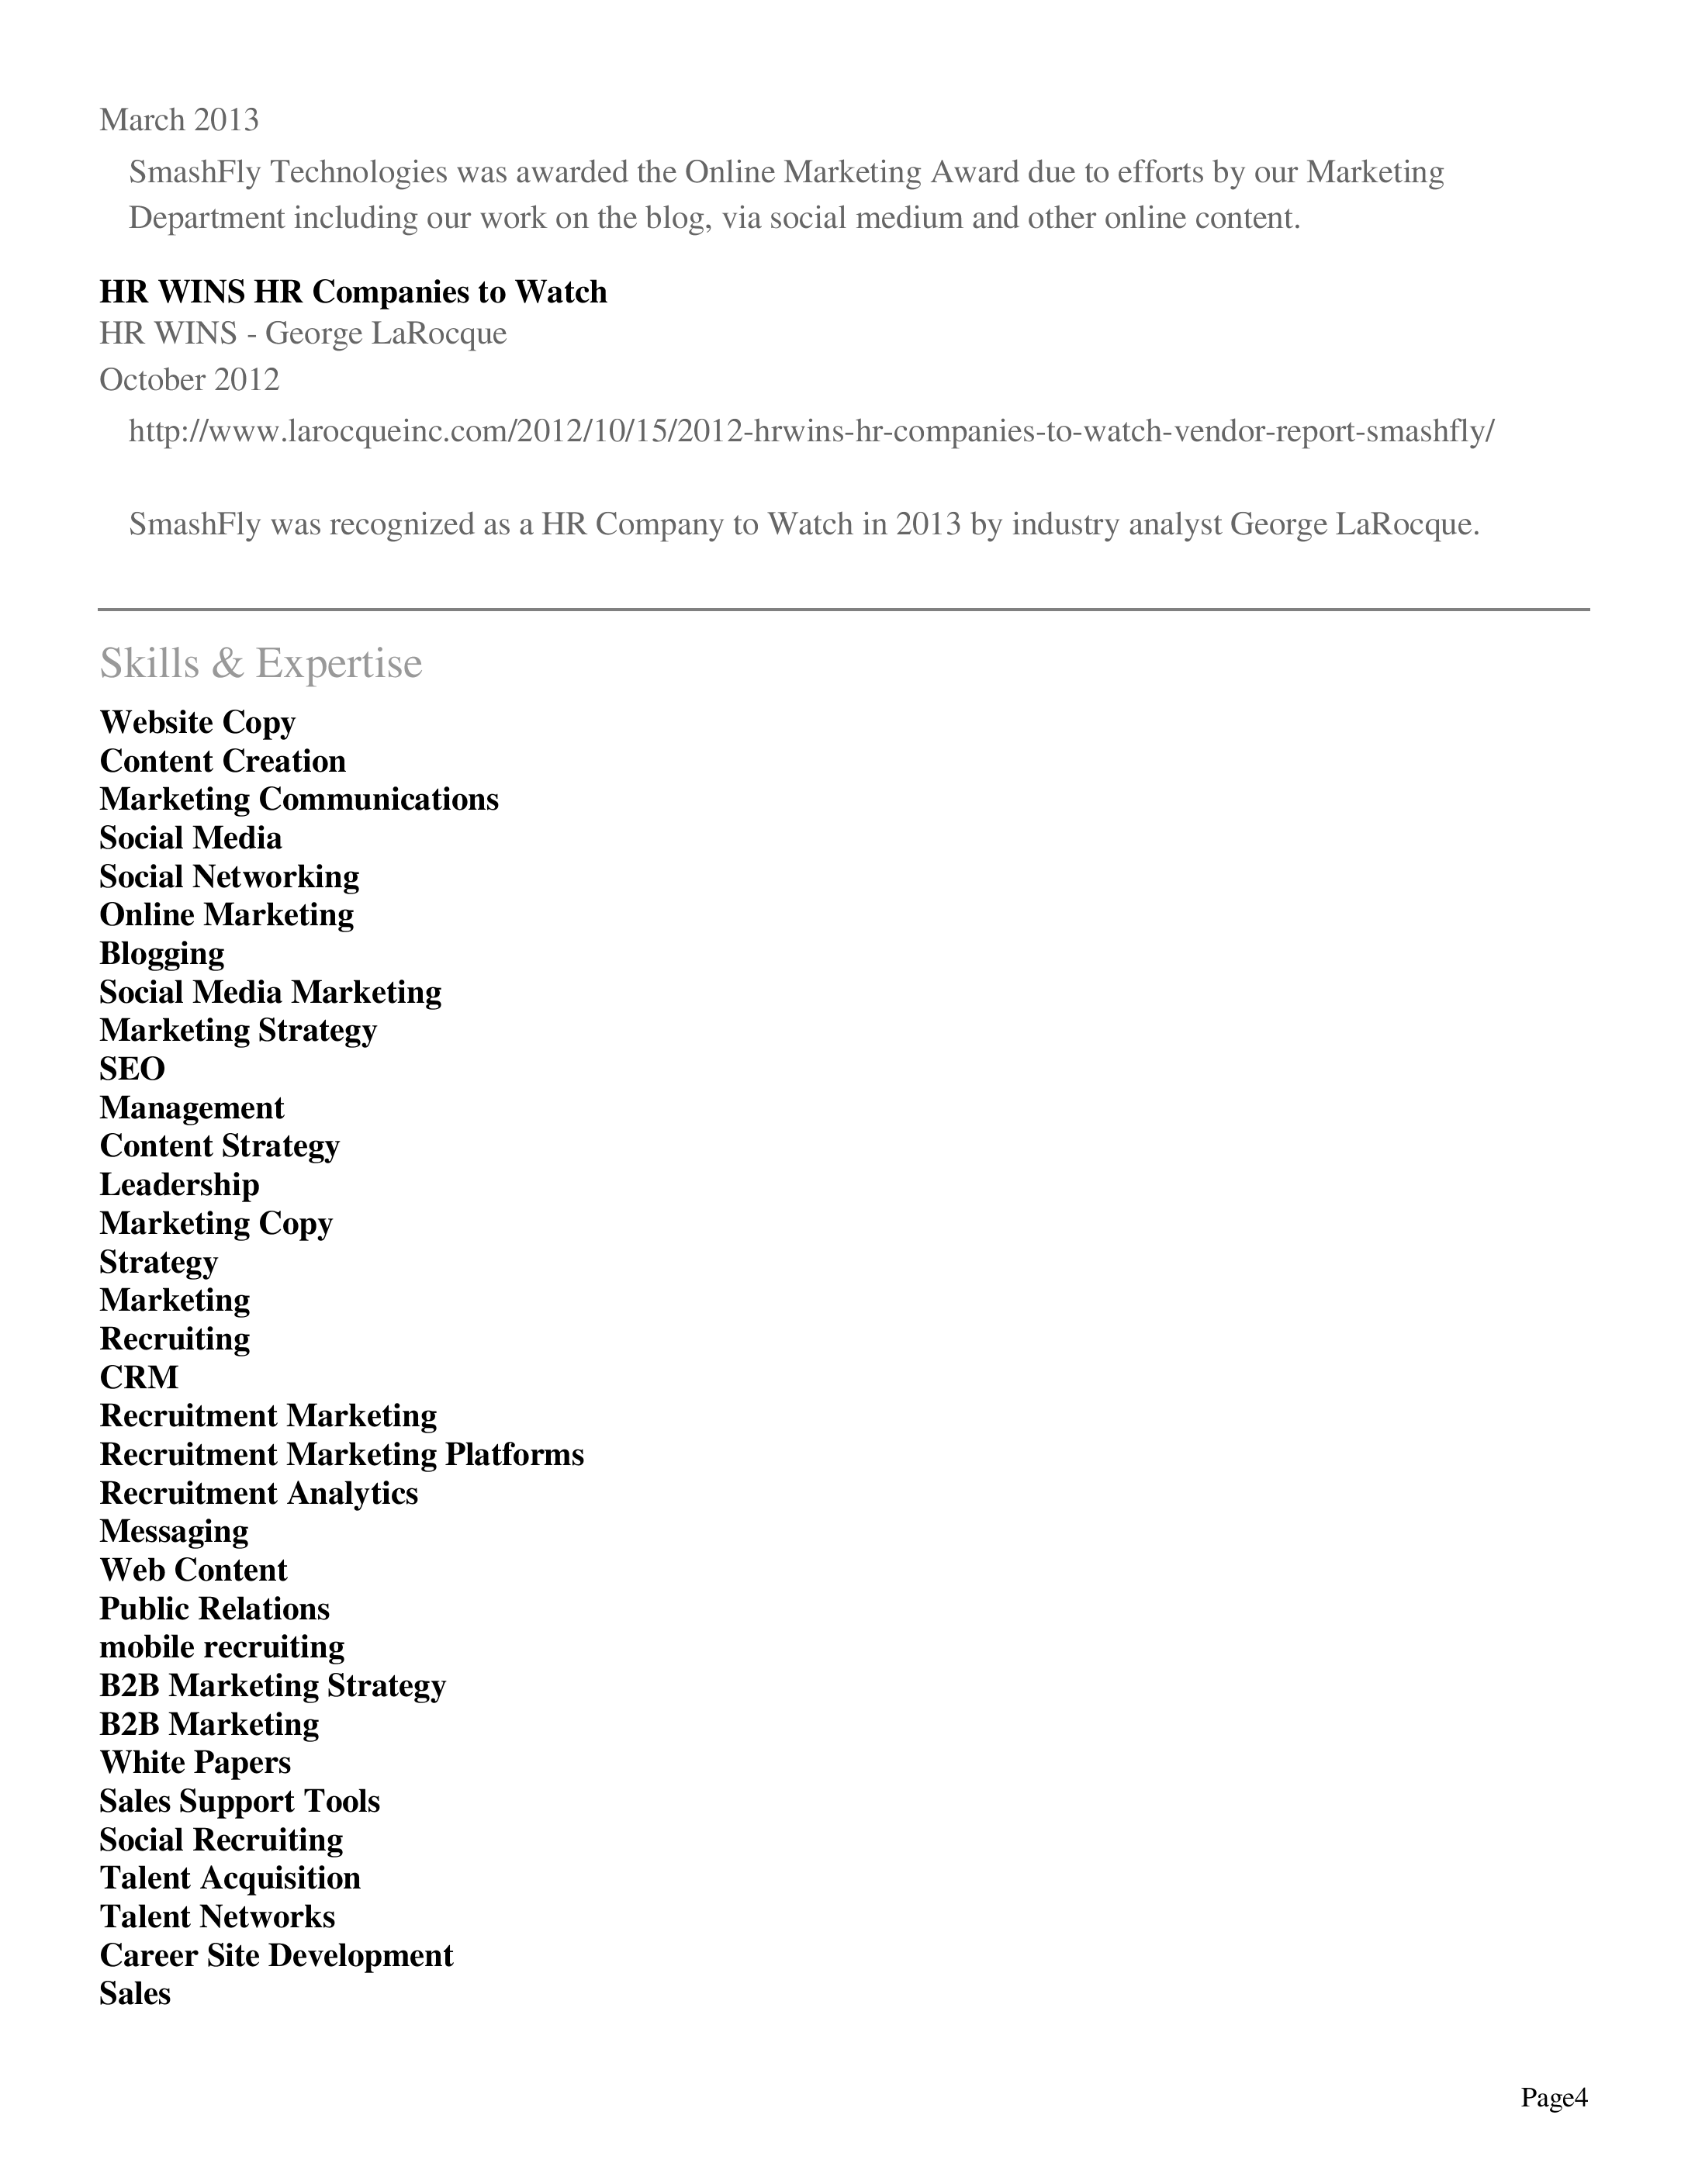 March 2013
SmashFly Technologies was awarded the Online Marketing Award due to efforts by our Marketing
Department including our work on the blog, via social medium and other online content.
HR WINS HR Companies to Watch
HR WINS - George LaRocque
October 2012
http://www.larocqueinc.com/2012/10/15/2012-hrwins-hr-companies-to-watch-vendor-report-smashfly/
SmashFly was recognized as a HR Company to Watch in 2013 by industry analyst George LaRocque.
Skills & Expertise
Website Copy
Content Creation
Marketing Communications
Social Media
Social Networking
Online Marketing
Blogging
Social Media Marketing
Marketing Strategy
SEO
Management
Content Strategy
Leadership
Marketing Copy
Strategy
Marketing
Recruiting
CRM
Recruitment Marketing
Recruitment Marketing Platforms
Recruitment Analytics
Messaging
Web Content
Public Relations
mobile recruiting
B2B Marketing Strategy
B2B Marketing
White Papers
Sales Support Tools
Social Recruiting
Talent Acquisition
Talent Networks
Career Site Development
Sales
Page4